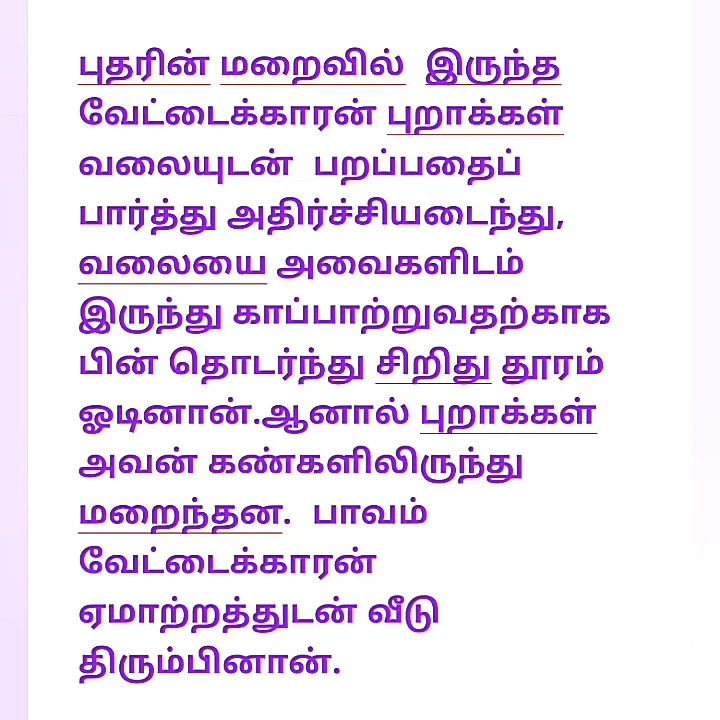 புதரின் மறைவில்  இருந்த
வேட்டைக்காரன் புறாக்கள்
வலையுடன்  பறப்பதைப்
பார்த்து அதிர்ச்சியடைந்து,
வலையை அவைகளிடம்
இருந்து காப்பாற்றுவதற்காக
பின் தொடர்ந்து சிறிது தூரம்
ஓடினான்.ஆனால் புறாக்கள்
அவன் கண்களிலிருந்து
மறைந்தன.  பாவம்
வேட்டைக்காரன்
ஏமாற்றத்துடன் வீடு
திரும்பினான்.